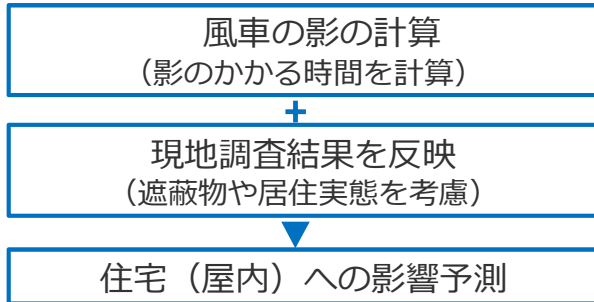 風車の影の計算
（影のかかる時間を計算）
+
現地調査結果を反映
（遮蔽物や居住実態を考慮）
住宅（屋内）への影響予測